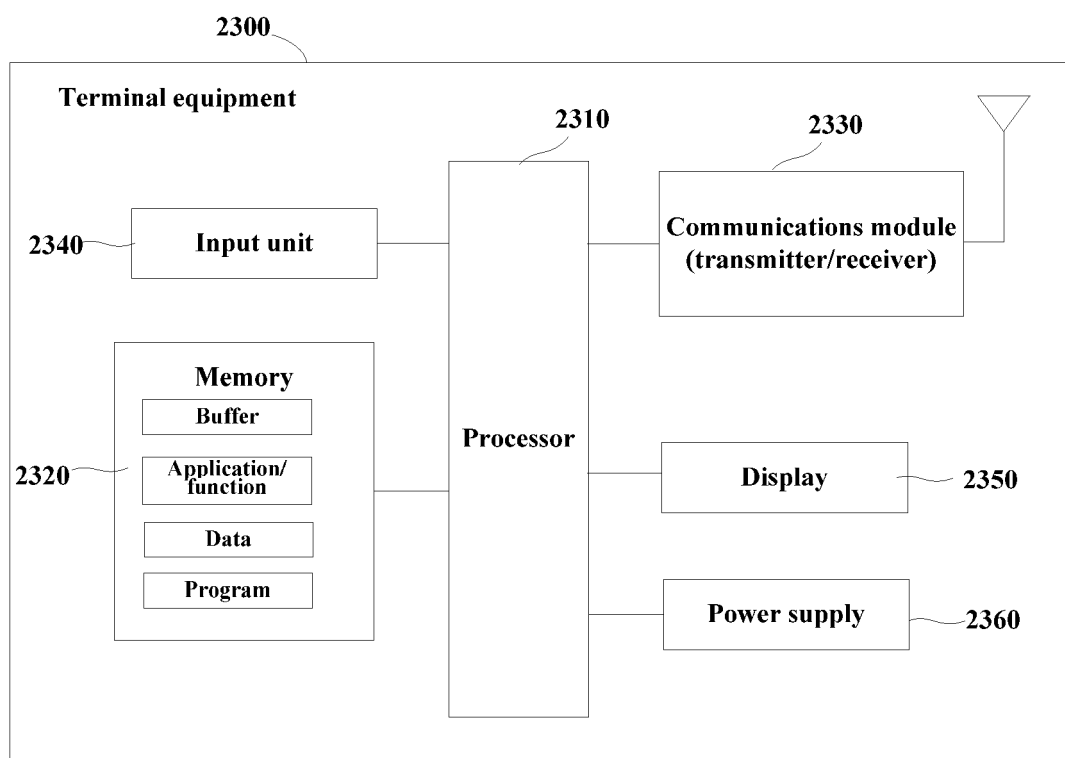 2300
Terminal equipment
2310
2330
2340
Input unit
Communications module
(transmitter/receiver)
Memory
Buffer
2320
Application/
function
Data
Program
Processor
Display
2350
Power supply
2360